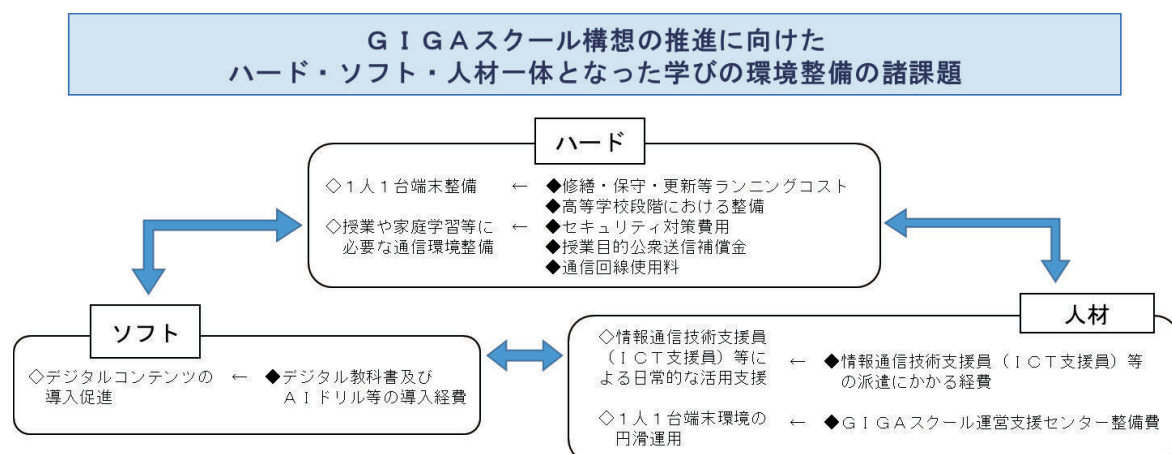 ＧＩＧＡスクール構想の推進に向けた
ハード・ソフト・人材一体となった学びの環境整備の諸課題
ハード
◇１人１台端末整備 ← ◆修繕・保守・更新等ランニングコスト
◆高等学校段階における整備
◇授業や家庭学習等に ← ◆セキュリティ対策費用
必要な通信環境整備 ◆授業目的公衆送信補償金
◆通信回線使用料
ソフト
◇デジタルコンテンツの ← ◆デジタル教科書及び
導入促進 ＡＩドリル等の導入経費
人材
◇情報通信技術支援員
（ＩＣＴ支援員）等に ← ◆情報通信技術支援員（ＩＣＴ支援員）等
よる日常的な活用支援 の派遣にかかる経費
◇１人１台端末環境の ← ◆ＧＩＧＡスクール運営支援センター整備費
円滑運用